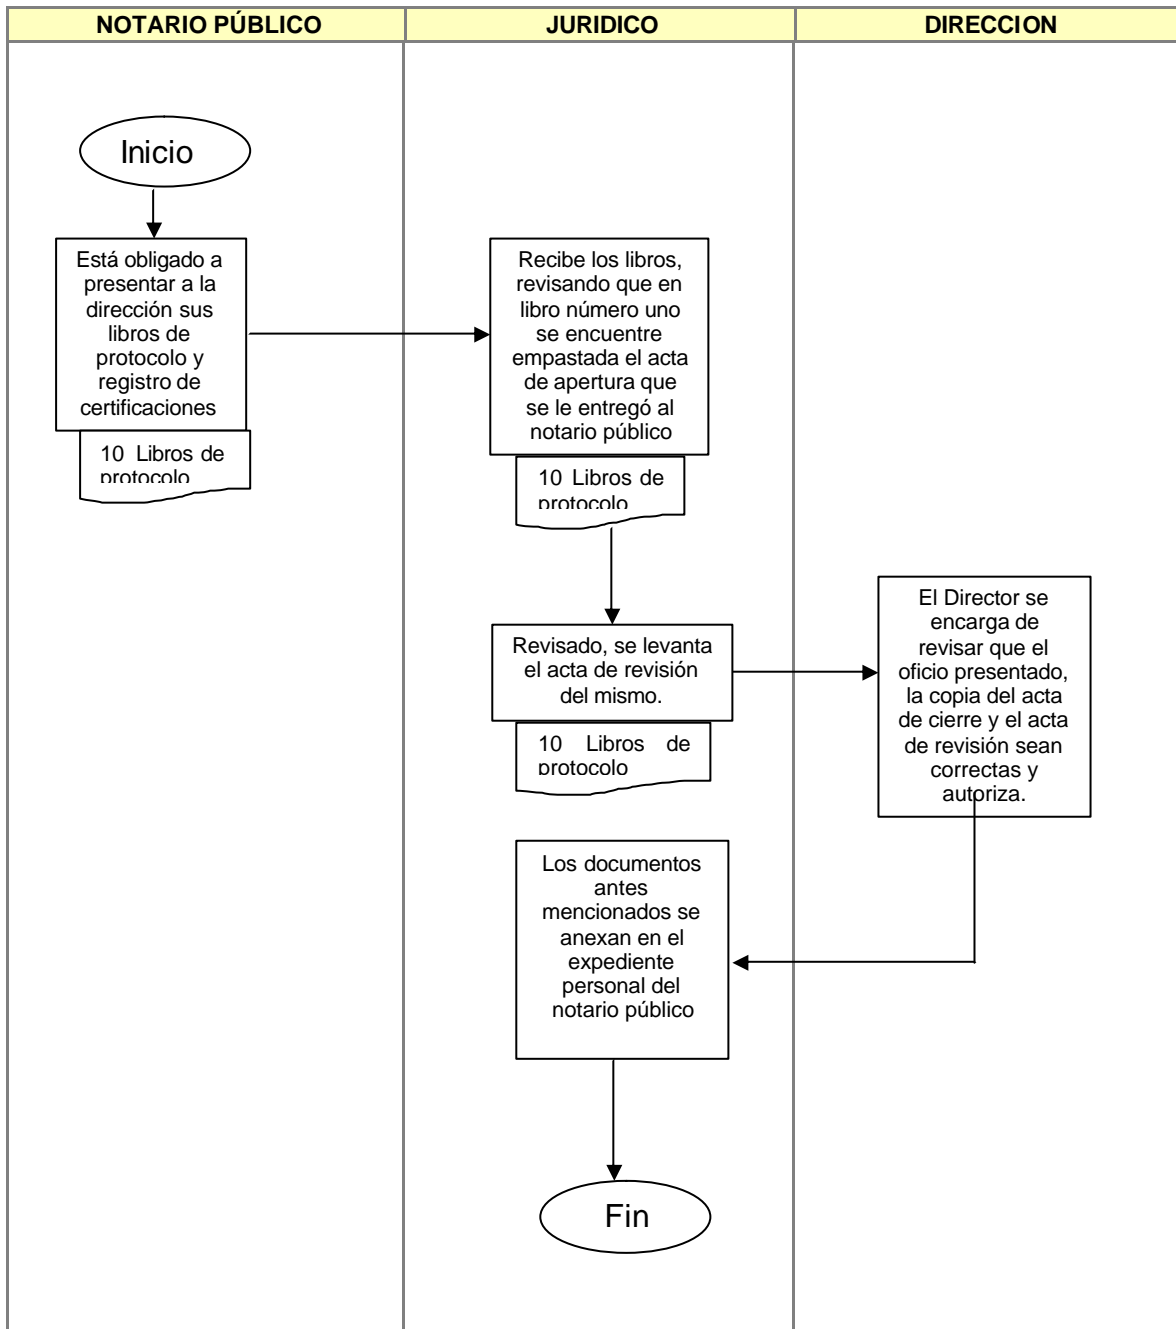 NOTARIO PÚBLICO
JURIDICO
DIRECCION
Inicio
Está obligado a
presentar a la
dirección sus
libros de
protocolo y
registro de
certificaciones
10 Libros de
protocolo
Recibe los libros,
revisando que en
libro número uno
se encuentre
empastada el acta
de apertura que
se le entregó al
notario público
10 Libros de
protocolo
Revisado, se levanta
el acta de revisión
del mismo.
10 Libros de
protocolo
El Director se
encarga de
revisar que el
oficio presentado,
la copia del acta
de cierre y el acta
de revisión sean
correctas y
autoriza.
Los documentos
antes
mencionados se
anexan en el
expediente
personal del
notario público
Fin